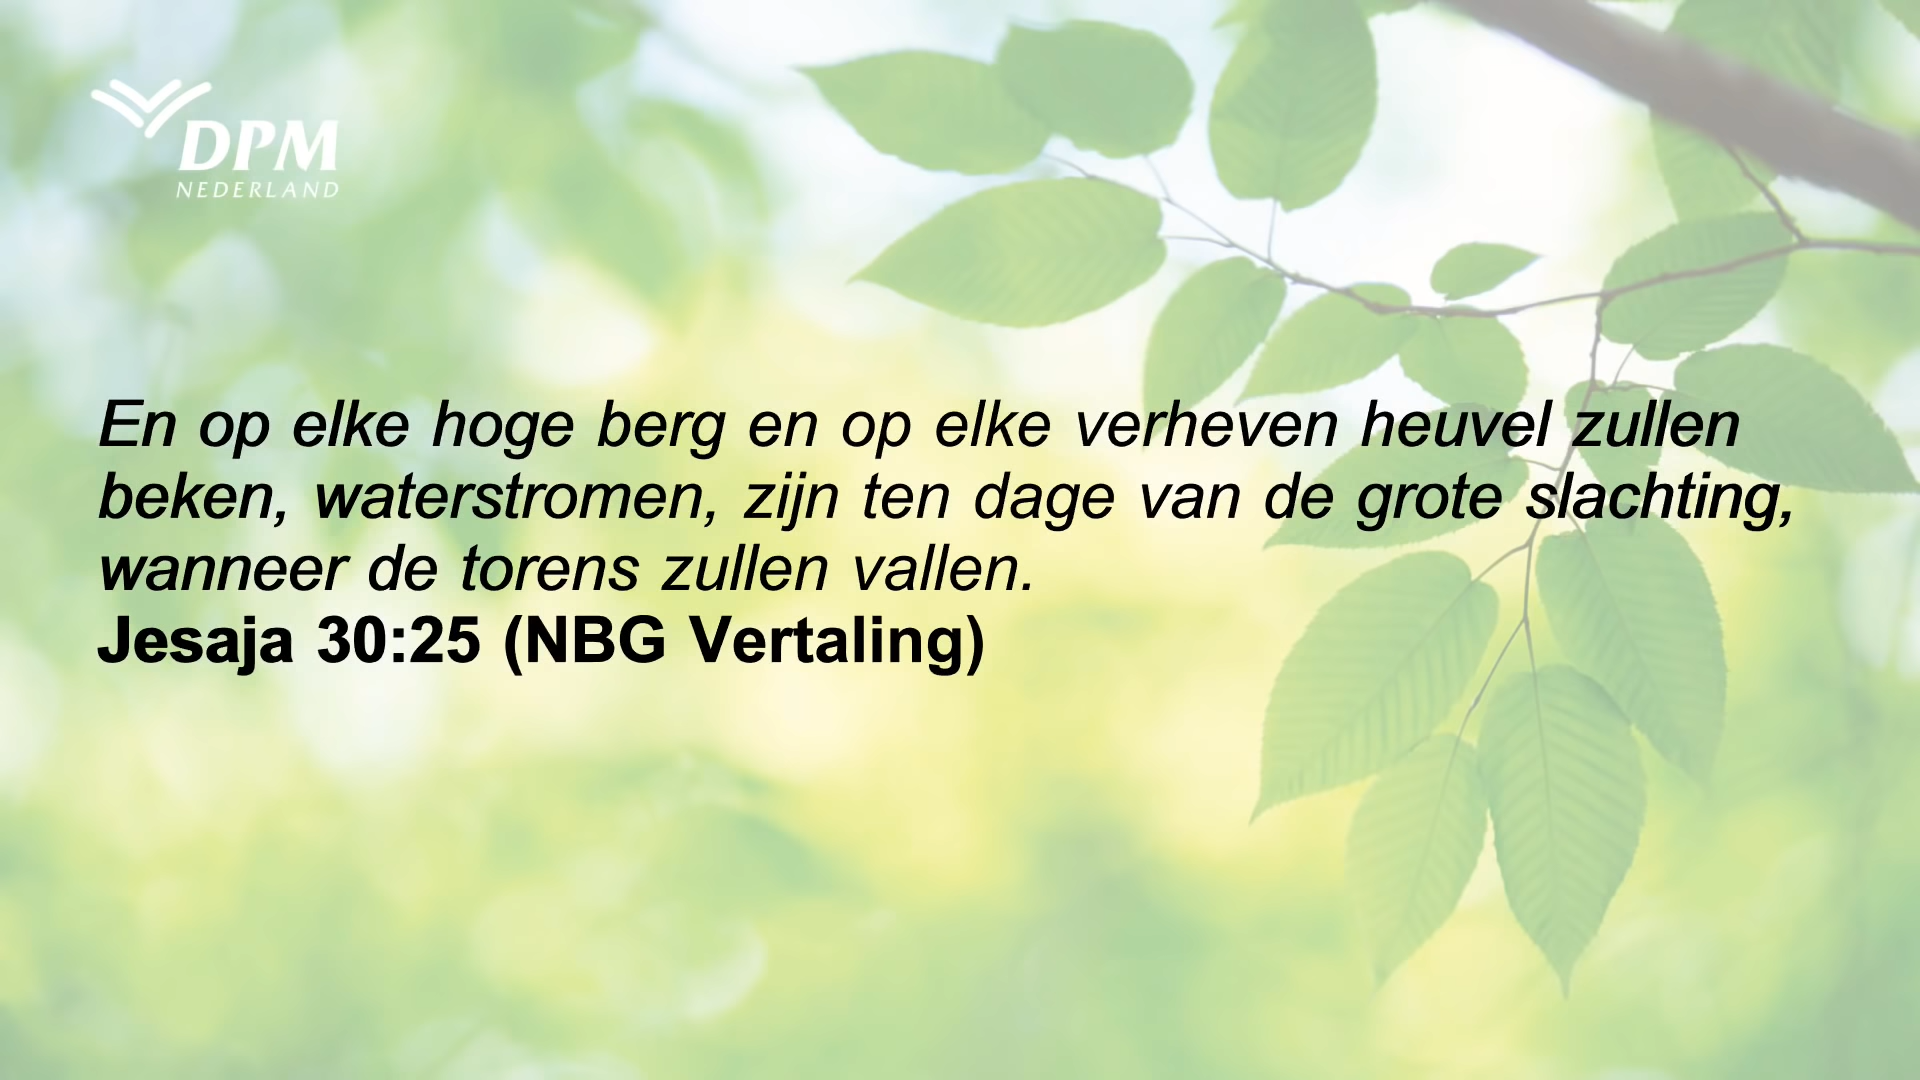 DPM
NEDERLAND
En op elke hoge berg en op elke verheven heuvel zullen
beken, waterstromen, zijn ten dage van de grote slachting,
wanneer de torens zullen vallen.
Jesaja 30:25 (NBG Vertaling)